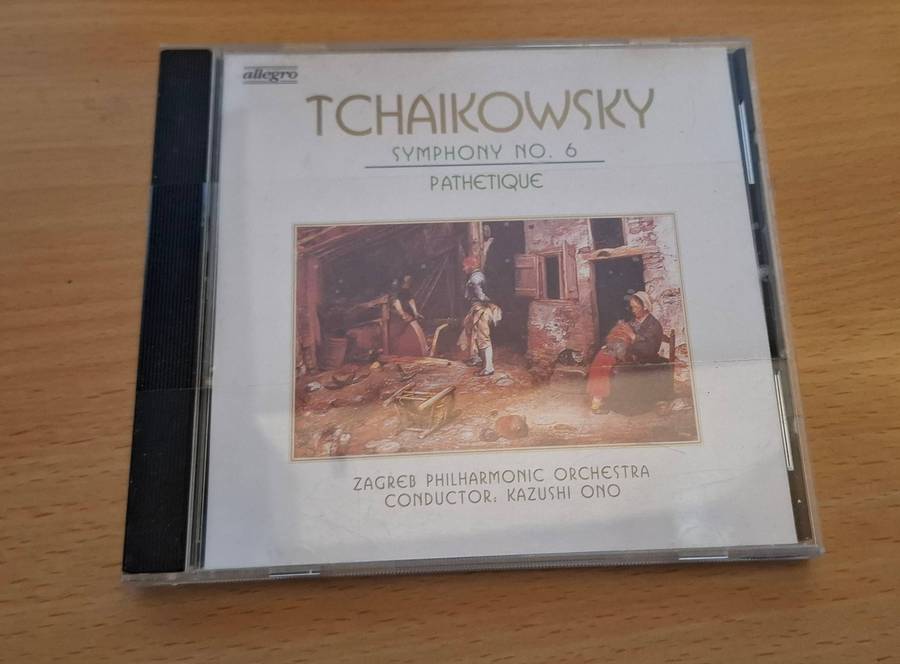 allegro
TCHAIKOWSKY
SYMPHONY NO. 6
PATHETIQUE
ZAGREB PHILHARMONIC ORCHESTRA
CONDUCTOR: KAZUSHI ONO